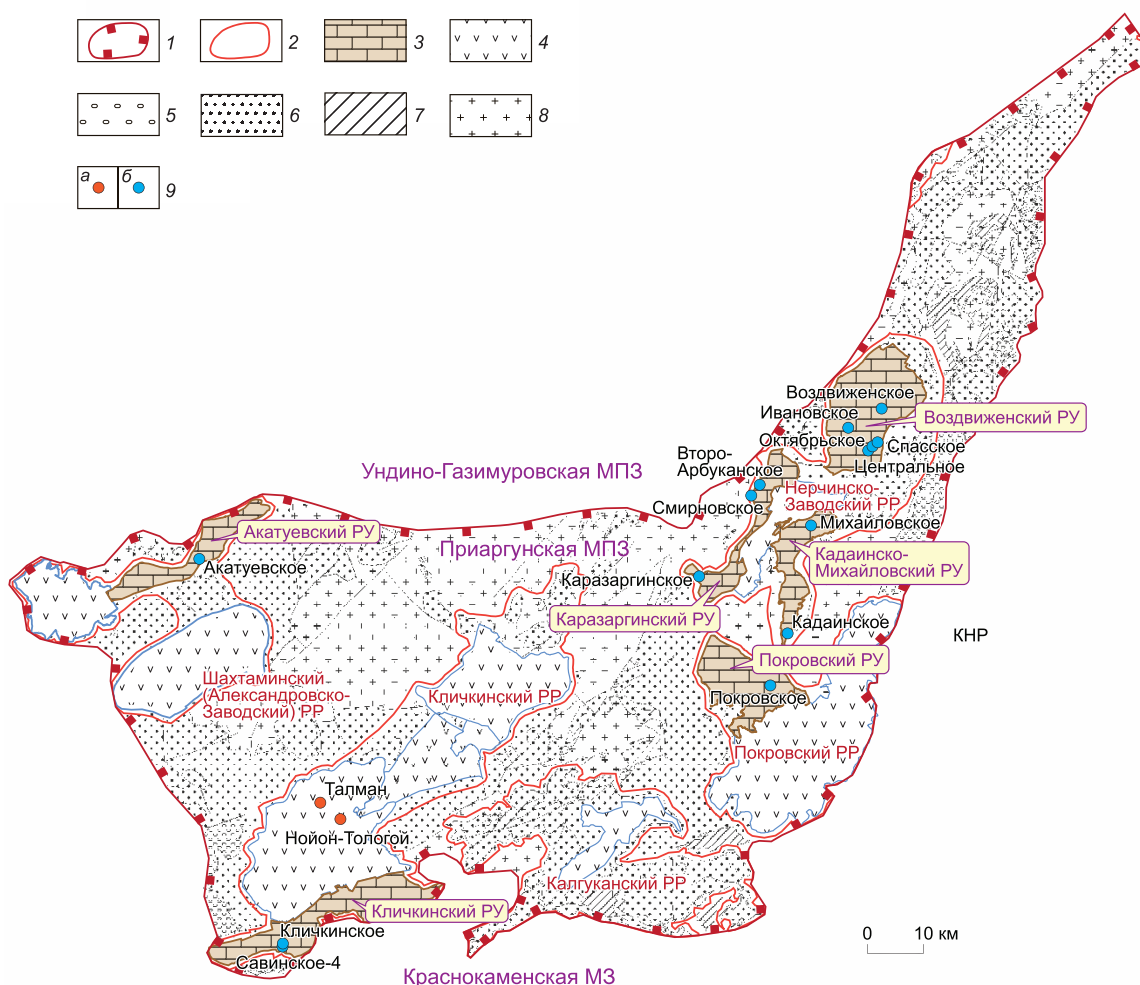 1
2
3
4
5
6
7
8
а
б
9
Воздвиженское
Ивановское
Воздвиженский РУ
Октябрьское
Спасское
Центральное
Второ-
Арбуканское
Ундино-Газимуровская МПЗ
Нерчинско-
Заводский РР
Смирновское
Михайловское
Акатуевский РУ
Приаргунская МПЗ
Кадаинско-
Михайловский РУ
Акатуевское
Каразаргинское
Каразаргинский РУ
Кадаинское
КНР
Покровский РУ
Шахтаминский
(Александровско-
Заводский) РР
Кличкинский РР
Покровское
Покровский РР
Талман
Нойон-Тологой
Калгуканский РР
Кличкинский РУ
Кличкинское
Савинское-4
0
10 км
Краснокаменская МЗ